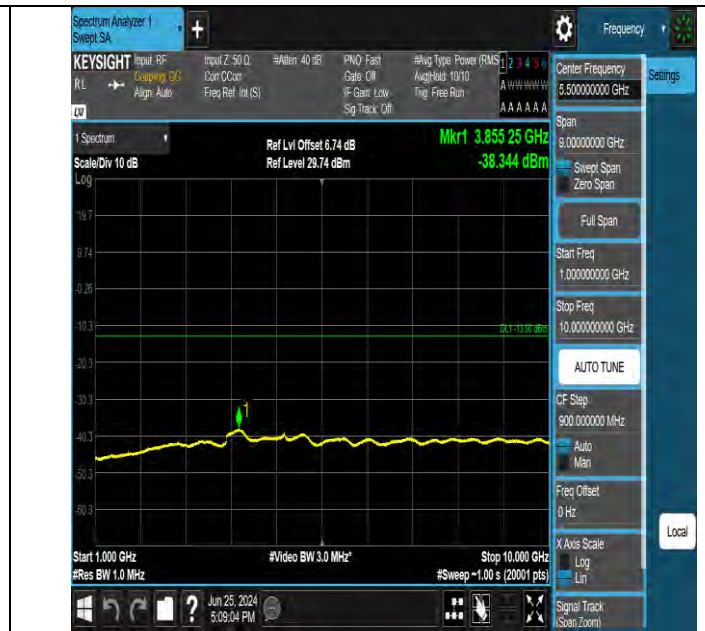 Spectrum Analyzer 1
Swept SA
+
Frequency
KEYSIGHT
RL
Input: RF
Coupling: DC
Align: Auto
Input Z: 50 Ω
Corr CCorr
Freq Ref: Int (S)
#Atten: 40 dB
PNO: Fast
Gate: Off
IF Gain: Low
Sig Track: Off
#Avg Type: Power (RMS
Avg|Hold: 10/10
Trig: Free Run
1 2 3 4 5 6
A W W W W W
A A A A A A
LXI
1 Spectrum
Scale/Div 10 dB
Ref Lvl Offset 6.74 dB
Ref Level 29.74 dBm
Mkr1 3.855 25 GHz
-38.344 dBm
Log
19.7
9.74
-0.26
-10.3
-20.3
-30.3
-40.3
-50.3
-60.3
DL1 -13.00 dBm
1
Start 1.000 GHz
#Res BW 1.0 MHz
#Video BW 3.0 MHz*
Stop 10.000 GHz
#Sweep ~1.00 s (20001 pts)
?
Jun 25, 2024
5:09:04 PM
Center Frequency
5.500000000 GHz
Settings
Span
9.00000000 GHz
Swept Span
Zero Span
Full Span
Start Freq
1.000000000 GHz
Stop Freq
10.000000000 GHz
AUTO TUNE
CF Step
900.000000 MHz
Auto
Man
Freq Offset
0 Hz
X Axis Scale
Log
Lin
Local
Signal Track
(Span Zoom)